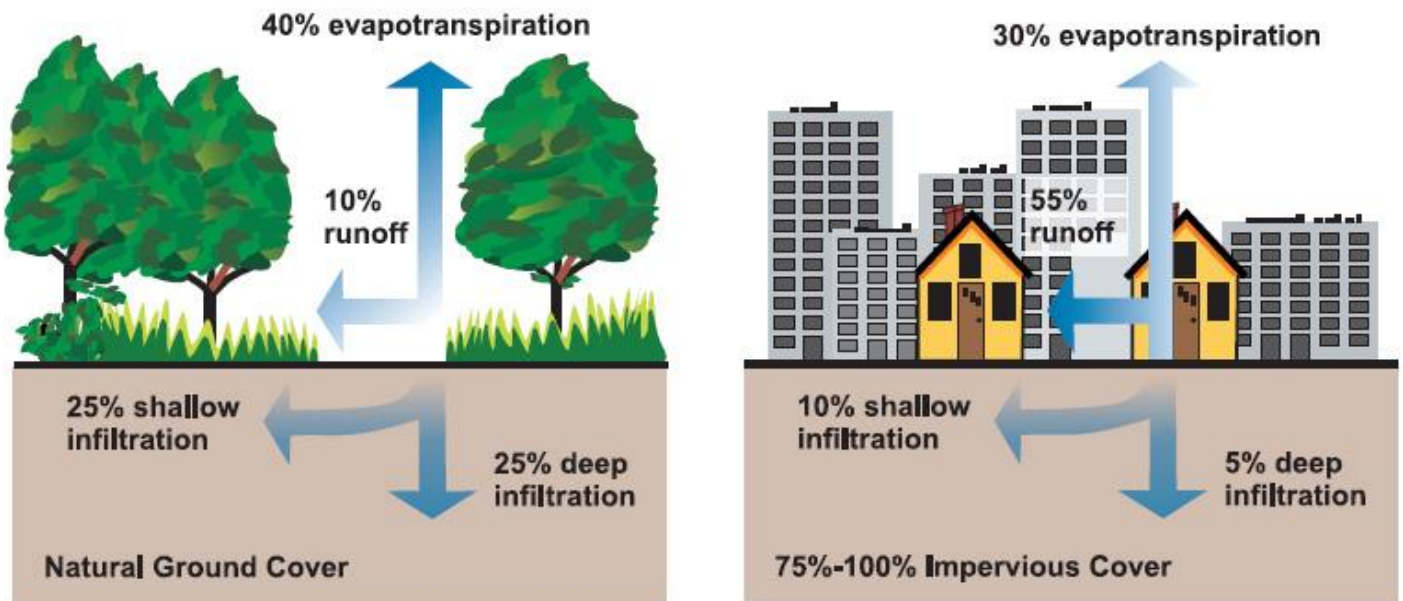 40% evapotranspiration
10%
runoff
25% shallow
infiltration
25% deep
infiltration
Natural Ground Cover
30% evapotranspiration
55%
runoff
10% shallow
infiltration
5% deep
infiltration
75%-100% Impervious Cover